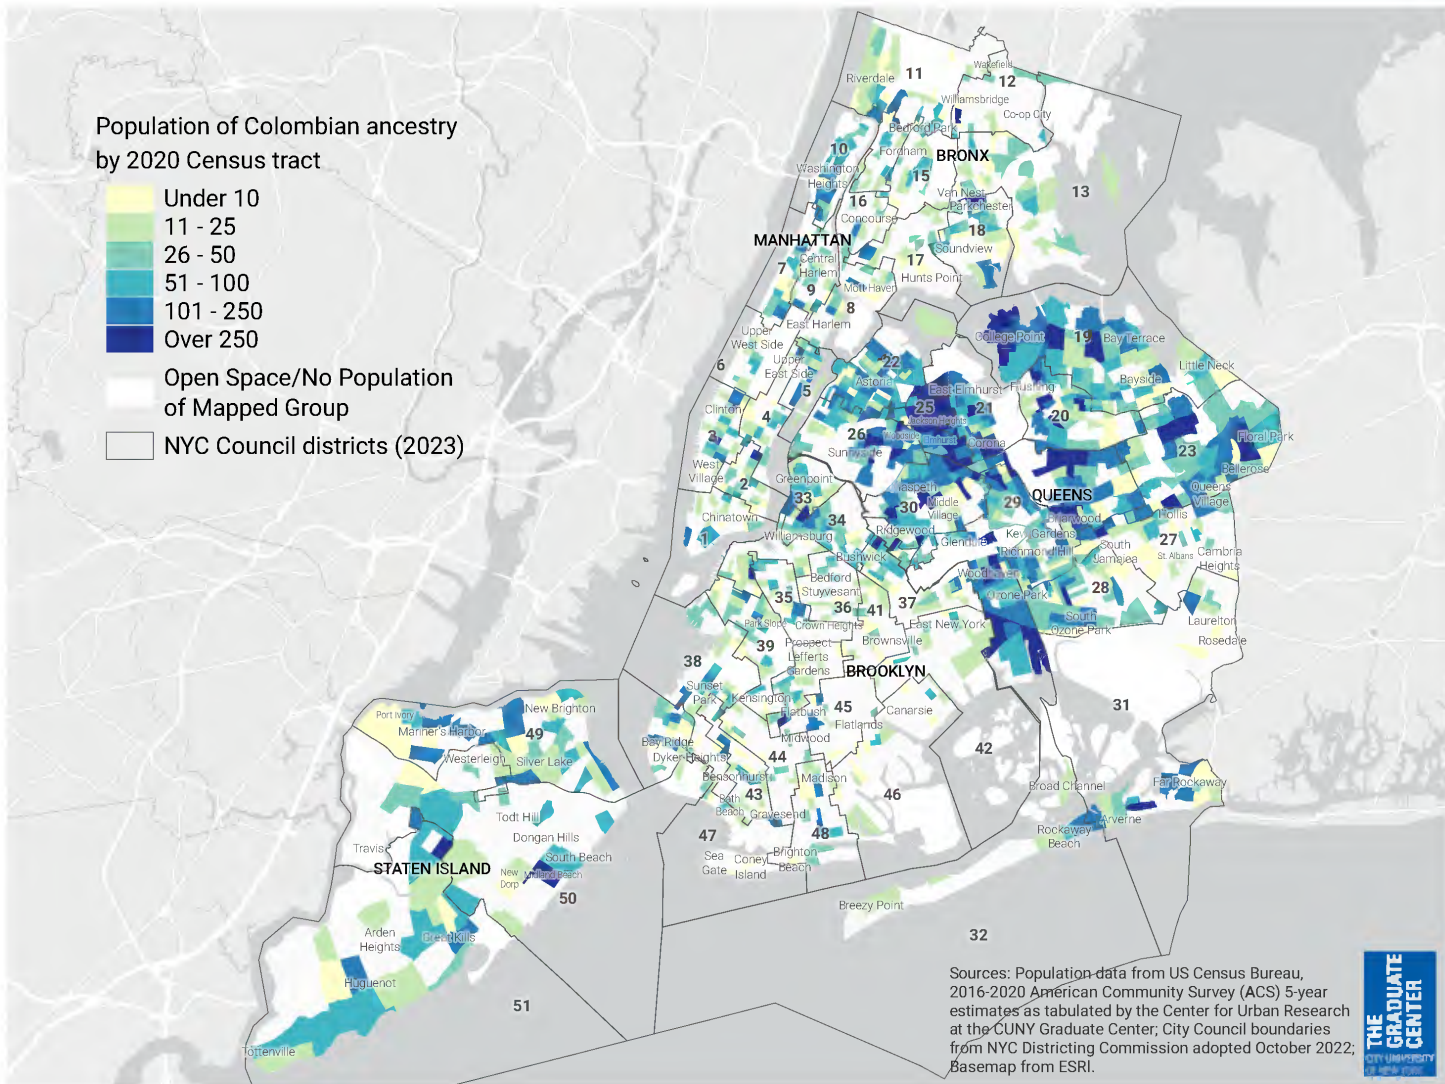 Population of Colombian ancestry
by 2020 Census tract
Under 10
11 - 25
26 - 50
51 - 100
101 - 250
Over 250
Open Space/No Population
of Mapped Group
NYC Council districts (2023)
Riverdale
11
Wakefield
12
Williamsbridge
Co-op City
Bedford Park
10
Fordham
BRONX
Washington
Heights
15
13
Van Nest
Parkchester
16
Concourse
18
MANHATTAN
Soundview
7
Central
Harlem
17
Hunts Point
9
Mott Haven
8
East Harlem
Upper
West Side
6
Upper
East Side
5
College Point
19
Bay Terrace
22
Astoria
Little Neck
East Elmhurst
Flushing
Bayside
Clinton
4
25
21
20
Jackson Heights
3
26
Woodside
Elmhurst
Corona
Sunnyside
23
Floral Park
West
Village
2
Greenpoint
Bellerose
33
Maspeth
Queens
Village
30
Middle
Village
29
QUEENS
Chinatown
34
Hollis
1
Williamsburg
Ridgewood
Briarwood
Glendale
Kew Gardens
27
Bushwick
Richmond Hill
South
Jamaica
St. Albans
Cambria
Heights
Bedford
Stuyvesant
Woodhaven
28
35
36
41
37
Ozone Park
Park Slope
Crown Heights
East New York
South
Ozone Park
Laurelton
39
Prospect
Lefferts
Gardens
Brownsville
Rosedale
38
BROOKLYN
Sunset
Park
Kensington
Flatbush
45
Canarsie
31
Flatlands
Port Ivory
New Brighton
Mariner's Harbor
49
Bay Ridge
Midwood
42
Westerleigh
Silver Lake
Dyker Heights
44
Bensonhurst
Madison
Broad Channel
Far Rockaway
43
46
Bath
Beach
Gravesend
Todt Hill
Arverne
Dongan Hills
47
48
Rockaway
Beach
Travis
STATEN ISLAND
South Beach
Sea
Gate
Coney
Island
Brighton
Beach
New
Dorp
Midland Beach
50
Breezy Point
Arden
Heights
Great Kills
32
Huguenot
51
Tottenville
Sources: Population data from US Census Bureau,
2016-2020 American Community Survey (ACS) 5-year
estimates as tabulated by the Center for Urban Research
at the CUNY Graduate Center; City Council boundaries
from NYC Districting Commission adopted October 2022;
Basemap from ESRI.
THE
GRADUATE
CENTER
CITY UNIVERSITY
OF NEW YORK